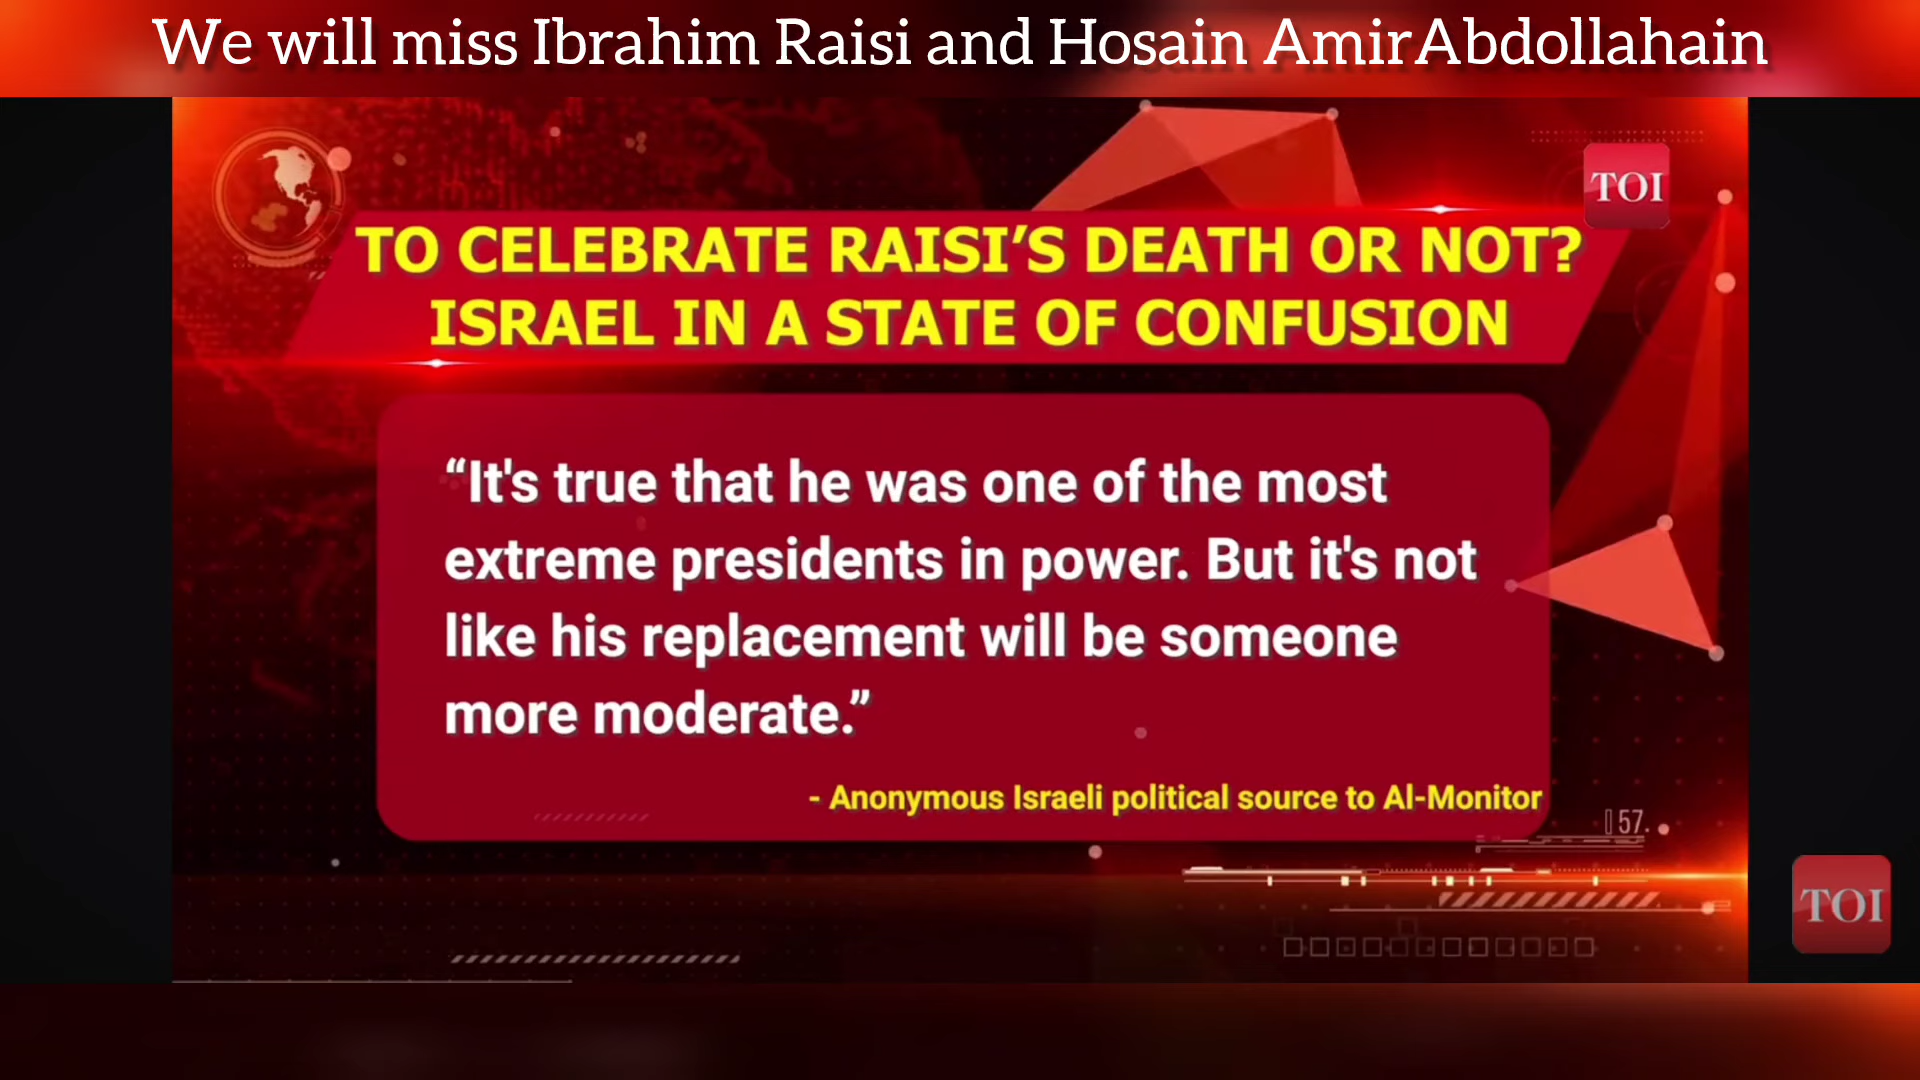 We will miss Ibrahim Raisi and Hosain AmirAbdollahain
TOI
TO CELEBRATE RAISI’S DEATH OR NOT?
ISRAEL IN A STATE OF CONFUSION
“It's true that he was one of the most
extreme presidents in power. But it's not
like his replacement will be someone
more moderate.”
- Anonymous Israeli political source to Al-Monitor
57.
TOI